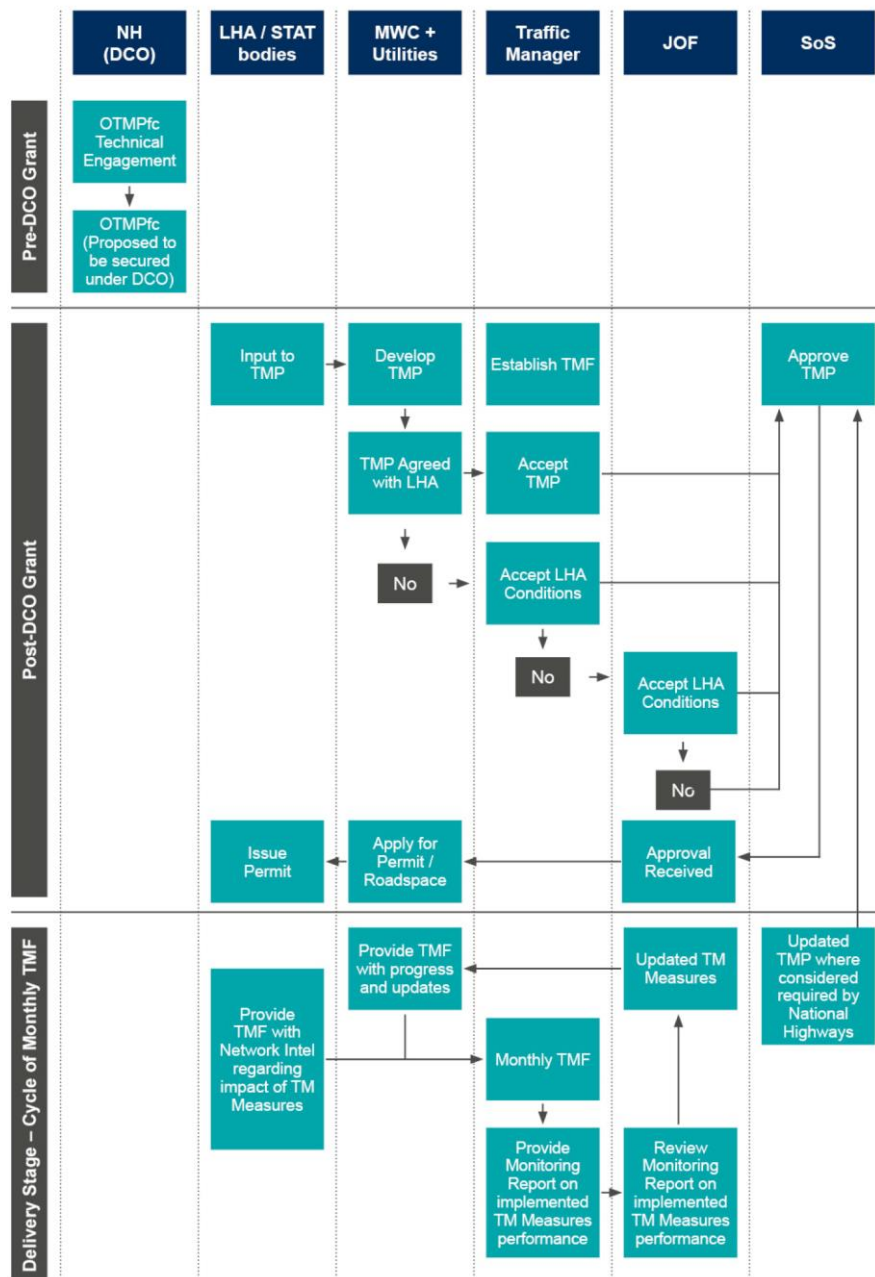 NH
(DCO)
LHA / STAT
bodies
MWC +
Utilities
Traffic
Manager
JOF
SoS
Pre-DCO Grant
OTMPfc
Technical
Engagement
OTMPfc
(Proposed to
be secured
under DCO)
Post-DCO Grant
Input to
TMP
Develop
TMP
Establish TMF
Approve
TMP
TMP Agreed
with LHA
Accept
TMP
No
Accept LHA
Conditions
No
Accept LHA
Conditions
No
Issue
Permit
Apply for
Permit /
Roadspace
Approval
Received
Delivery Stage – Cycle of Monthly TMF
Provide TMF
with Network
Intel
regarding
impact of TM
Measures
Provide TMF
with progress
and updates
Updated TM
Measures
Updated
TMP where
considered
required by
National
Highways
Monthly TMF
Provide
Monitoring
Report on
implemented
TM Measures
performance
Review
Monitoring
Report on
implemented
TM Measures
performance